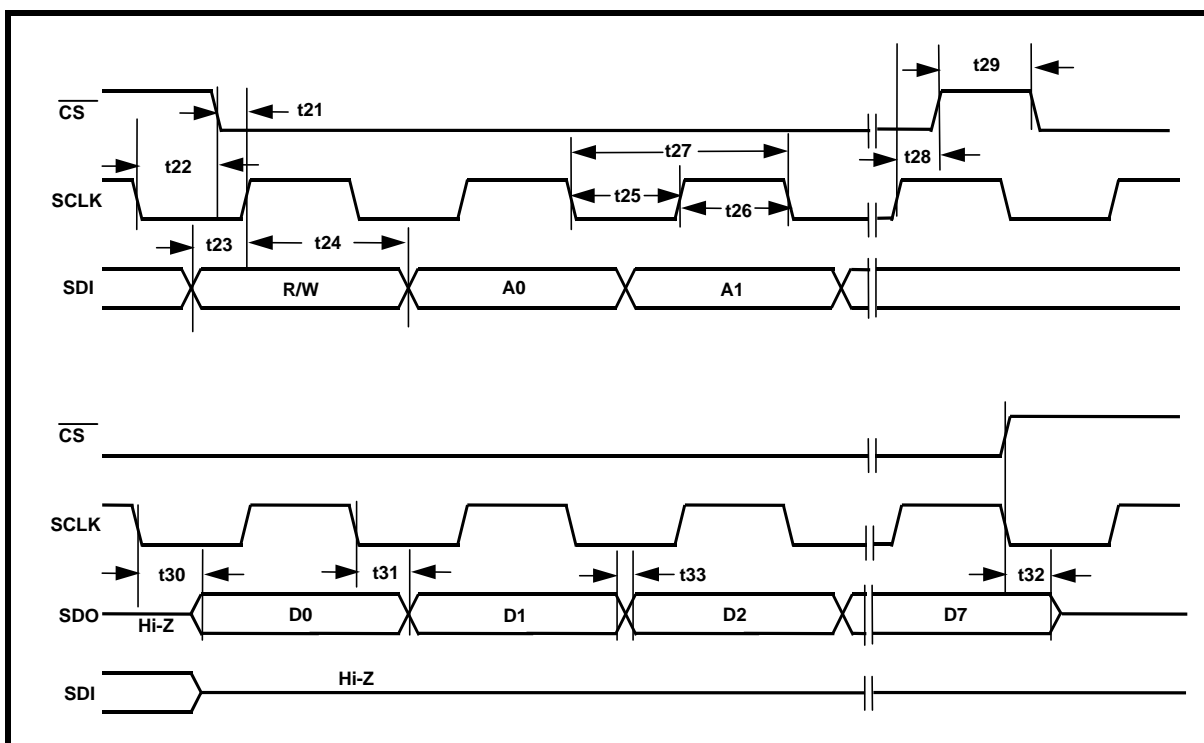 t29
CS
t21
t22
t27
t28
SCLK
t25
t26
t23
t24
SDI
R/W
A0
A1
CS
SCLK
t30
t31
t33
t32
SDO
Hi-Z
D0
D1
D2
D7
SDI
Hi-Z